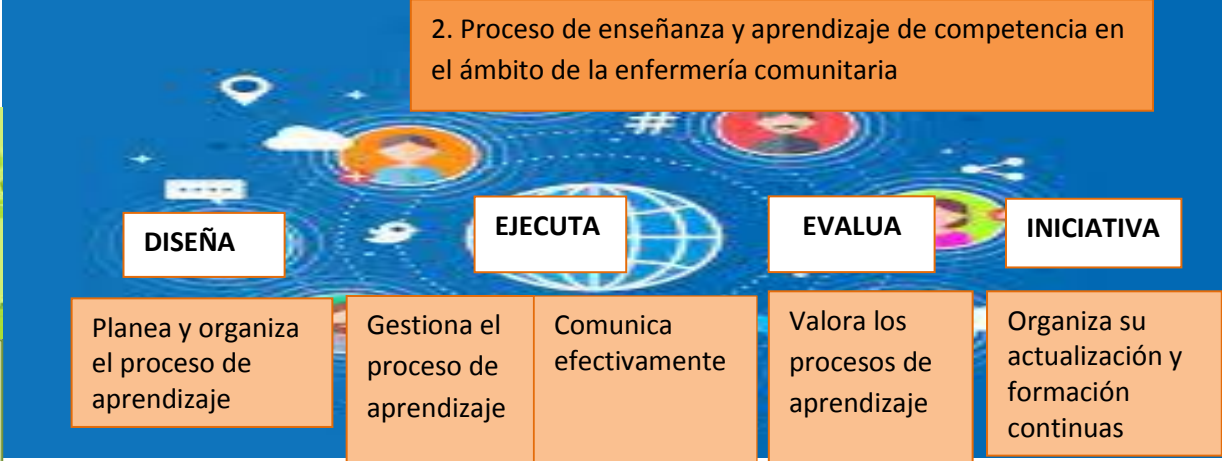 2. Proceso de enseñanza y aprendizaje de competencia en
el ámbito de la enfermería comunitaria
#
DISEÑA
EJECUTA
EVALUA
INICIATIVA
Planea y organiza
el proceso de
aprendizaje
Gestiona el
proceso de
aprendizaje
Comunica
efectivamente
Valora los
procesos de
aprendizaje
Organiza su
actualización y
formación
continuas